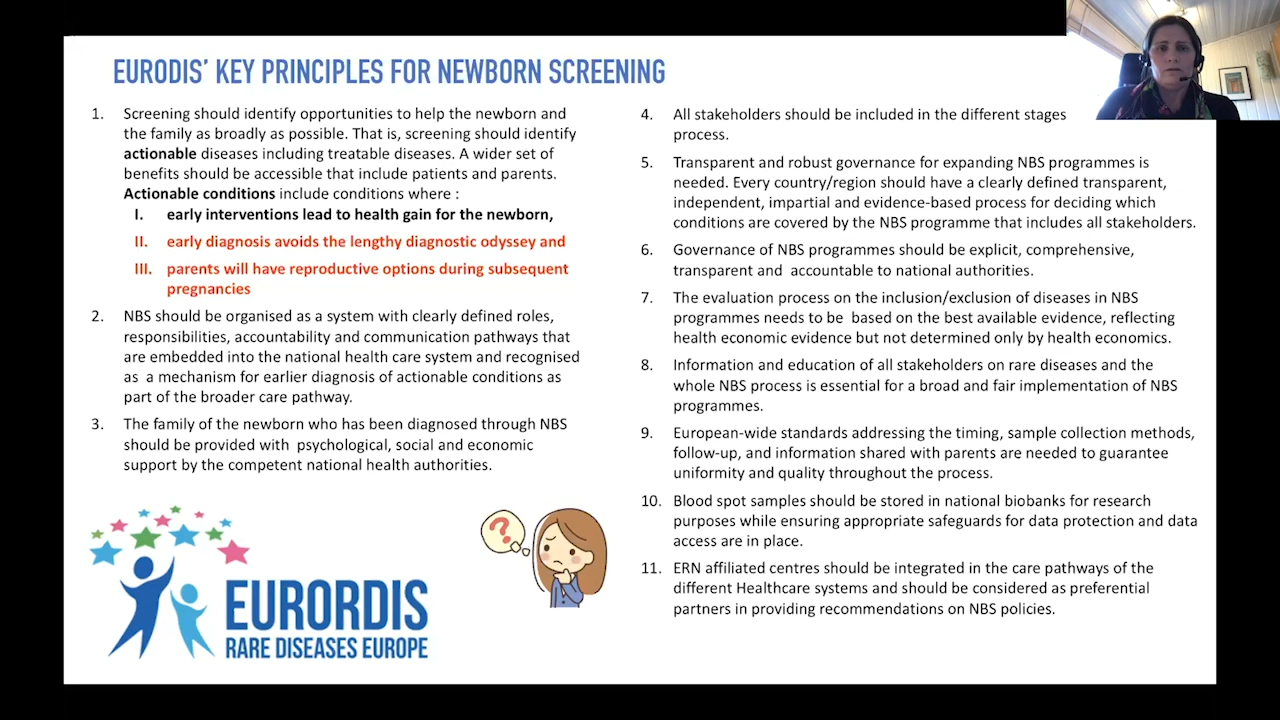 EURODIS' KEY PRINCIPLES FOR NEWBORN SCREENING
1. Screening should identify opportunities to help the newborn and
the family as broadly as possible. That is, screening should identify
actionable diseases including treatable diseases. A wider set of
benefits should be accessible that include patients and parents.
Actionable conditions include conditions where :
I. early interventions lead to health gain for the newborn,
II. early diagnosis avoids the lengthy diagnostic odyssey and
III. parents will have reproductive options during subsequent
pregnancies
2. NBS should be organised as a system with clearly defined roles,
responsibilities, accountability and communication pathways that
are embedded into the national health care system and recognised
as a mechanism for earlier diagnosis of actionable conditions as
part of the broader care pathway.
3. The family of the newborn who has been diagnosed through NBS
should be provided with psychological, social and economic
support by the competent national health authorities.
4. All stakeholders should be included in the different stages
process.
5. Transparent and robust governance for expanding NBS programmes is
needed. Every country/region should have a clearly defined transparent,
independent, impartial and evidence-based process for deciding which
conditions are covered by the NBS programme that includes all stakeholders.
6. Governance of NBS programmes should be explicit, comprehensive,
transparent and accountable to national authorities.
7. The evaluation process on the inclusion/exclusion of diseases in NBS
programmes needs to be based on the best available evidence, reflecting
health economic evidence but not determined only by health economics.
8. Information and education of all stakeholders on rare diseases and the
whole NBS process is essential for a broad and fair implementation of NBS
programmes.
9. European-wide standards addressing the timing, sample collection methods,
follow-up, and information shared with parents are needed to guarantee
uniformity and quality throughout the process.
10. Blood spot samples should be stored in national biobanks for research
purposes while ensuring appropriate safeguards for data protection and data
access are in place.
11. ERN affiliated centres should be integrated in the care pathways of the
different Healthcare systems and should be considered as preferential
partners in providing recommendations on NBS policies.
?
EURORDIS
RARE DISEASES EUROPE